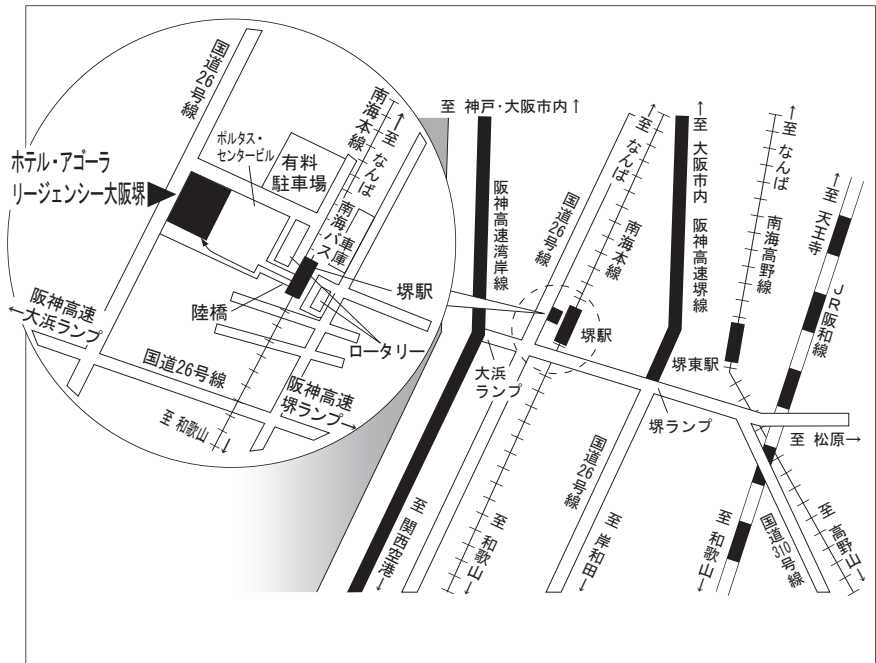 国道26号線
南海本線
←至 なんば
ポルタス・
センタービル
有料
駐車場
ホテル・アゴーラ
リージェンシー大阪堺
南海バス
車庫
堺駅
陸橋
ロータリー
阪神高速
←大浜ランプ
国道26号線
阪神高速
堺ランプ→
至 和歌山→
至 神戸・大阪市内↑
阪神高速湾岸線
国道26号線
←至 なんば
南海本線
←至 大阪市内
阪神高速堺線
←至 なんば
南海高野線
←至 天王寺
JR阪和線
堺駅
堺東駅
大浜
ランプ
堺ランプ
至 松原→
国道26号線
至 関西空港→
至 和歌山→
至 岸和田→
至 和歌山→
国道310号線
至 高野山→